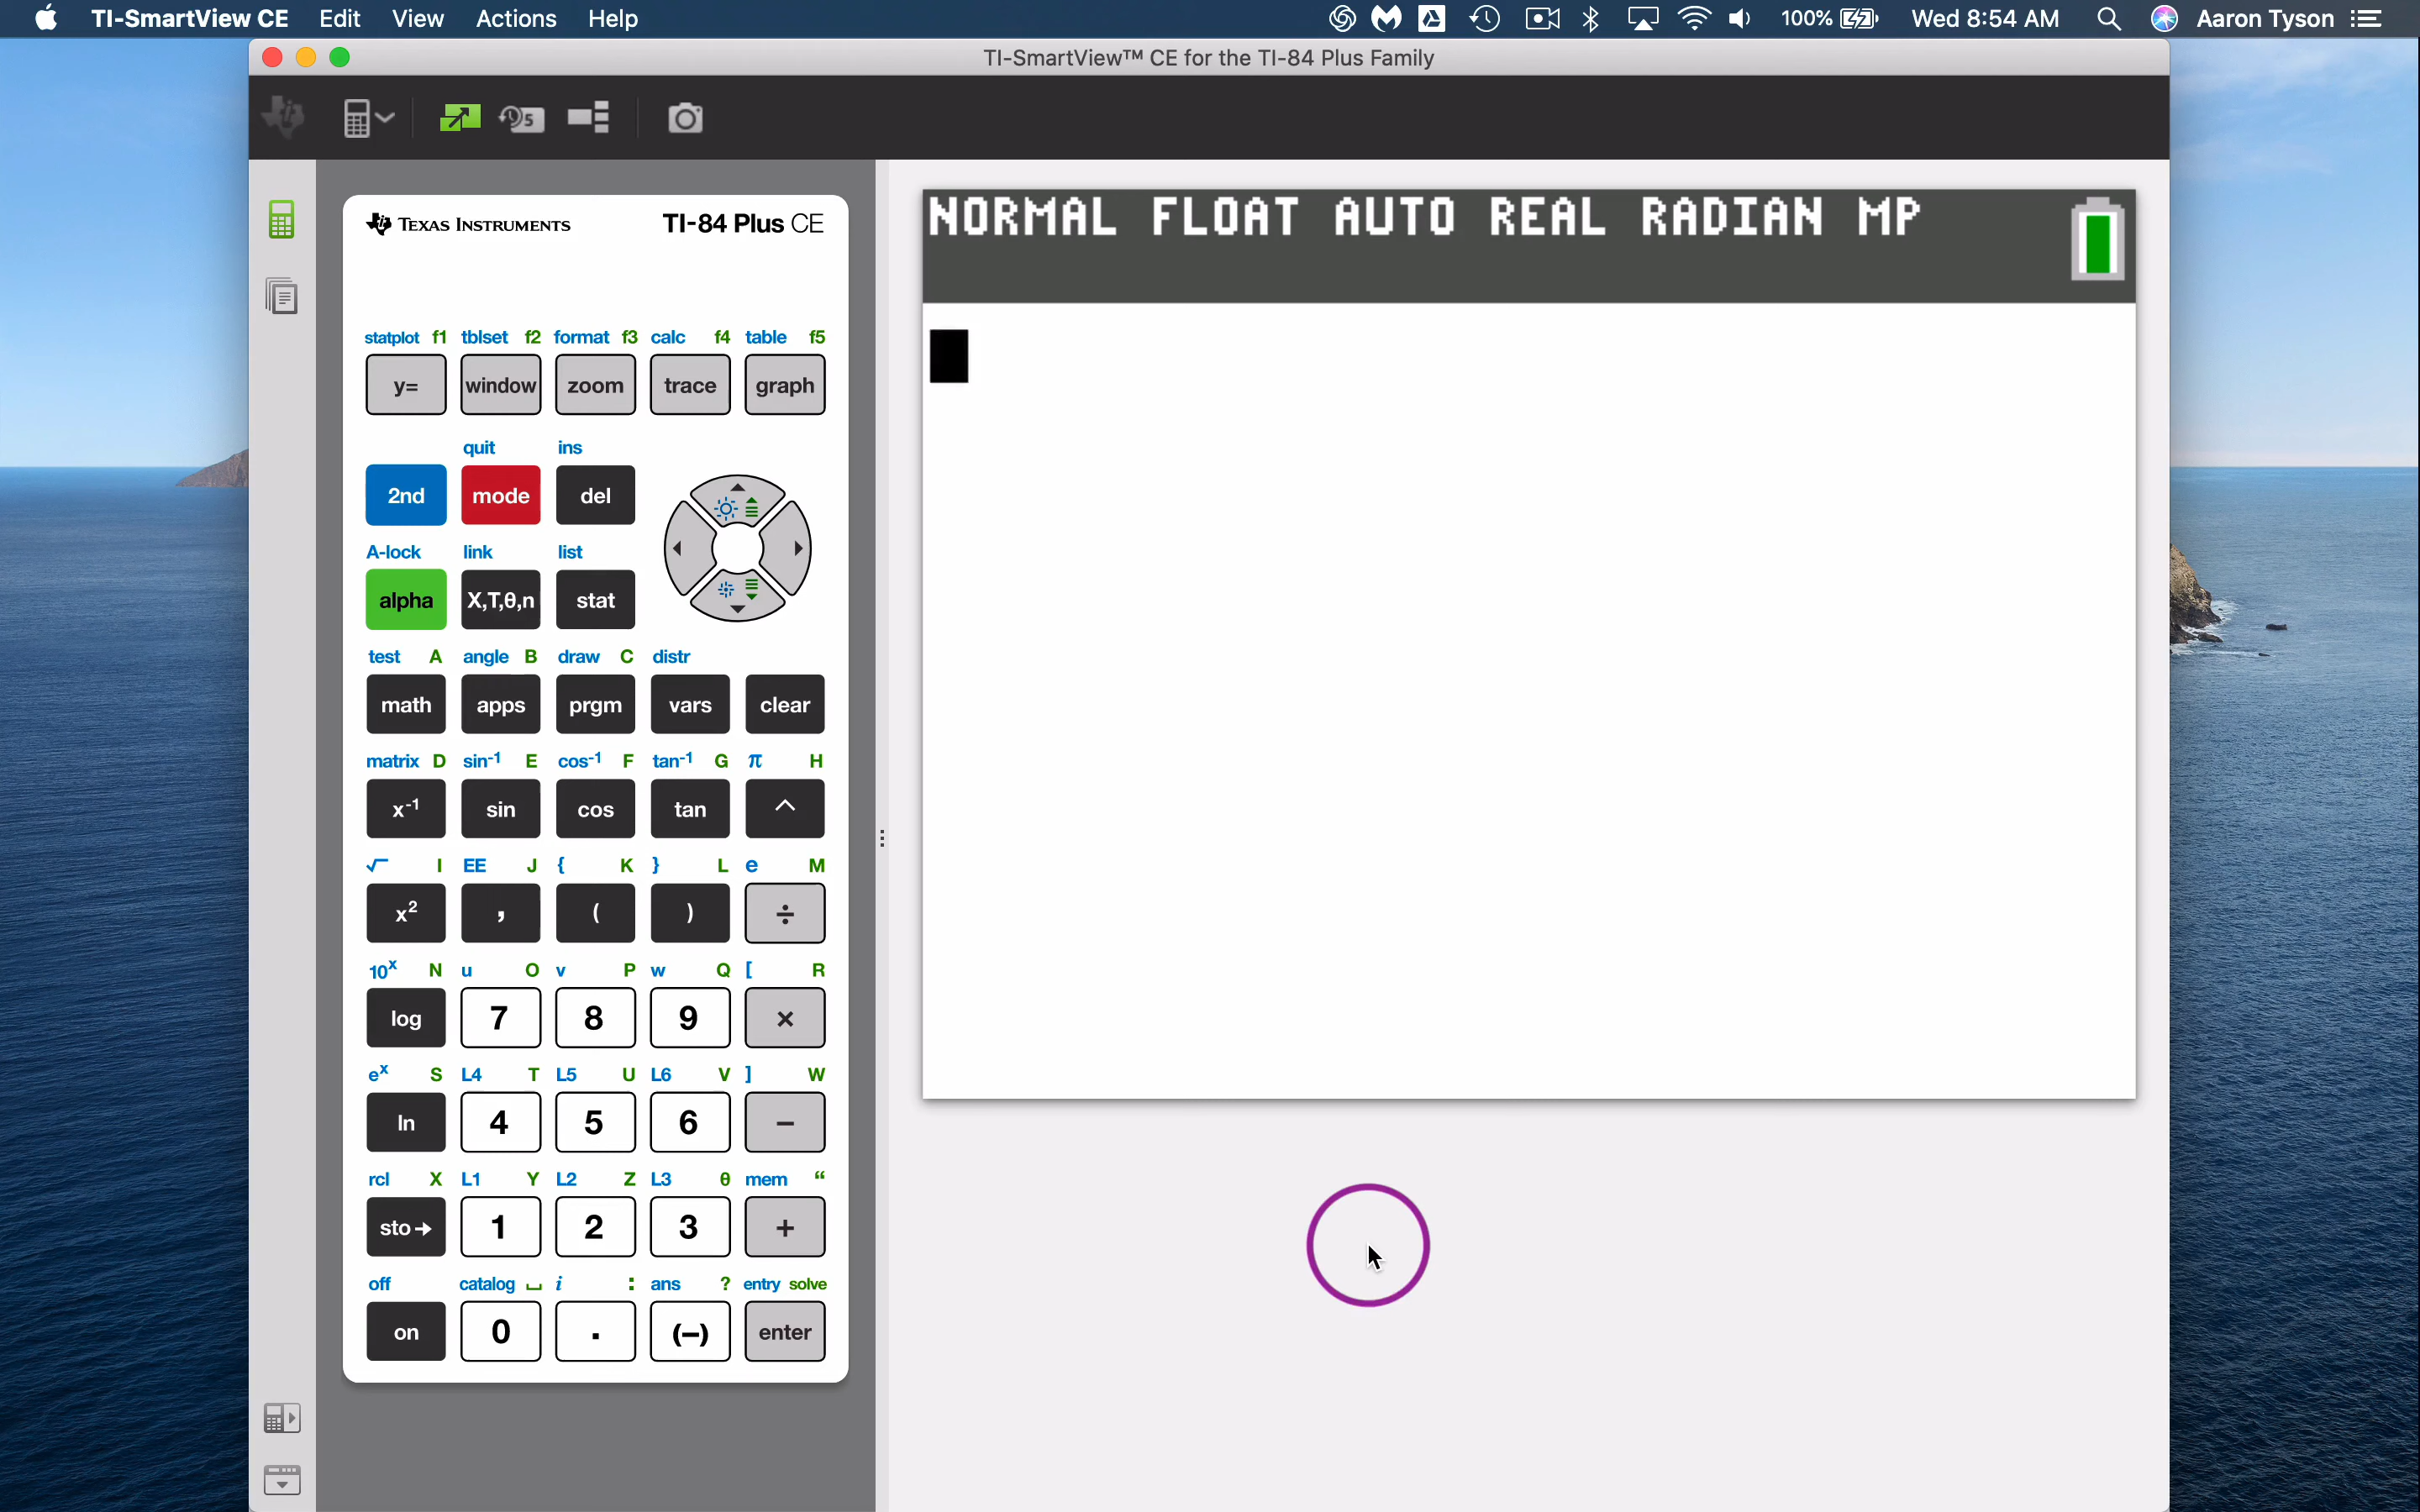 TI-SmartView CE Edit View Actions Help 100% Wed 8:54 AM Aaron Tyson
TI-SmartView™ CE for the TI-84 Plus Family
5
TEXAS INSTRUMENTS TI-84 Plus CE
NORMAL FLOAT AUTO REAL RADIAN MP
statplot f1 tblset f2 format f3 calc f4 table f5
y= window zoom trace graph
quit ins
2nd mode del
A-lock link list
alpha X,T,θ,n stat
test A angle B draw C distr
math apps prgm vars clear
matrix D sin⁻¹ E cos⁻¹ F tan⁻¹ G π H
x⁻¹ sin cos tan ^
√ I EE J { K } L e M
x² , ( ) ÷
10ˣ N u O v P w Q [ R
log 7 8 9 ×
eˣ S L4 T L5 U L6 V ] W
ln 4 5 6 −
rcl X L1 Y L2 Z L3 θ mem “
sto→ 1 2 3 +
off catalog ⎵ i : ans ? entry solve
on 0 . (−) enter